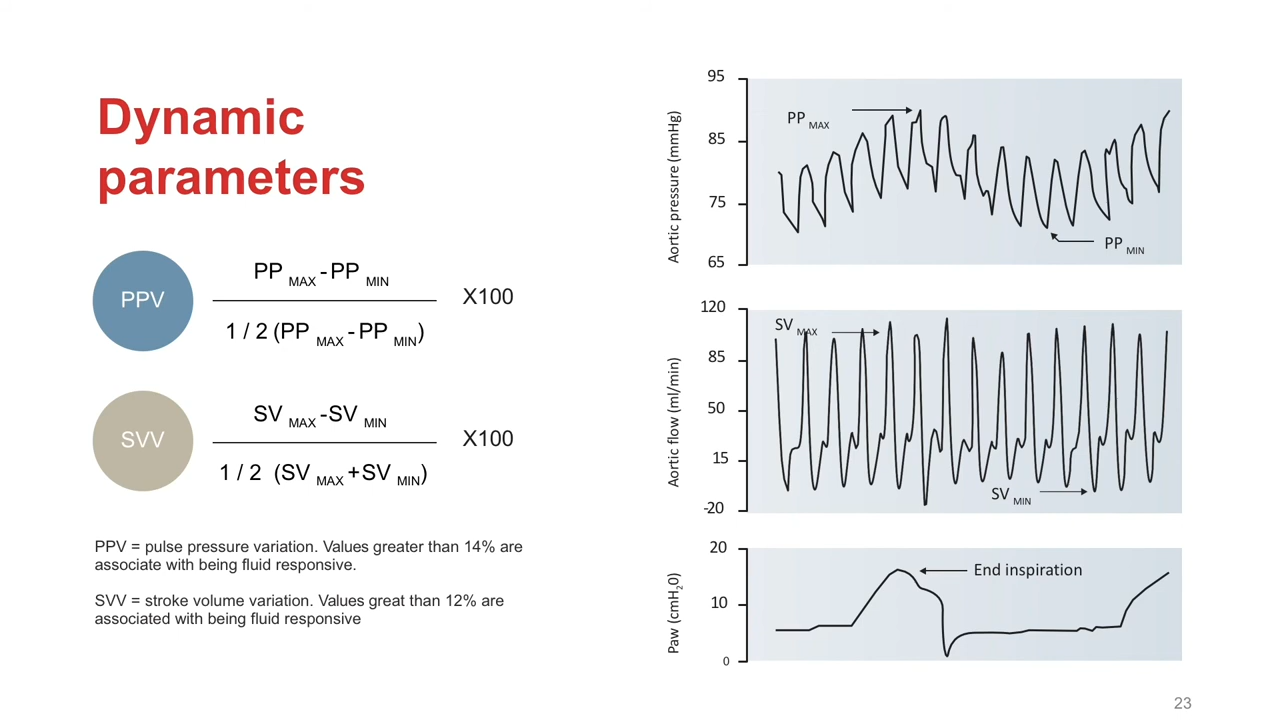 Dynamic
parameters
PPV
PP MAX - PP MIN
1 / 2 (PP MAX - PP MIN)
X100
SVV
SV MAX -SV MIN
1 / 2 (SV MAX +SV MIN)
X100
PPV = pulse pressure variation. Values greater than 14% are
associate with being fluid responsive.
SVV = stroke volume variation. Values great than 12% are
associated with being fluid responsive
Aortic pressure (mmHg)
95
85
75
65
PP MAX
PP MIN
Aortic flow (ml/min)
120
85
50
15
-20
SV MAX
SV MIN
Paw (cmH20)
20
10
0
End inspiration
23